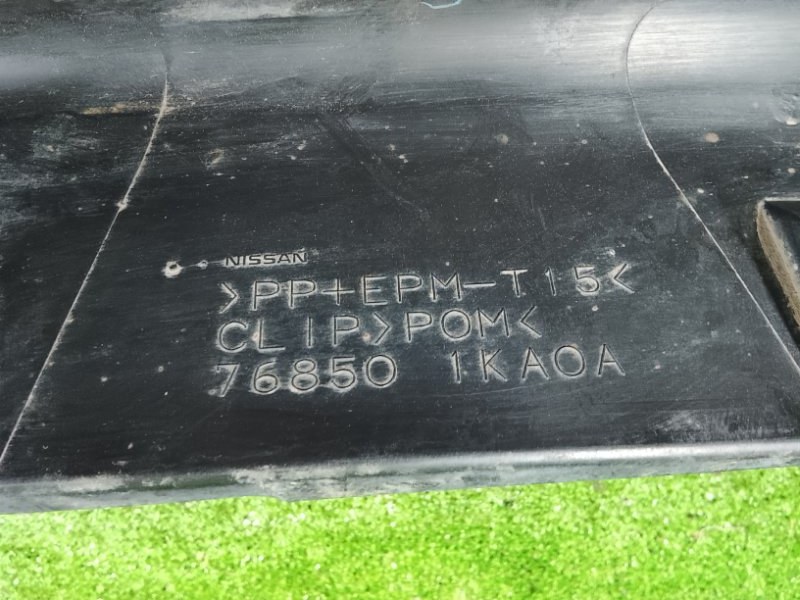 NISSAN
>PP+EPM-T15<
CLIP>POM<
76850 1KA0A